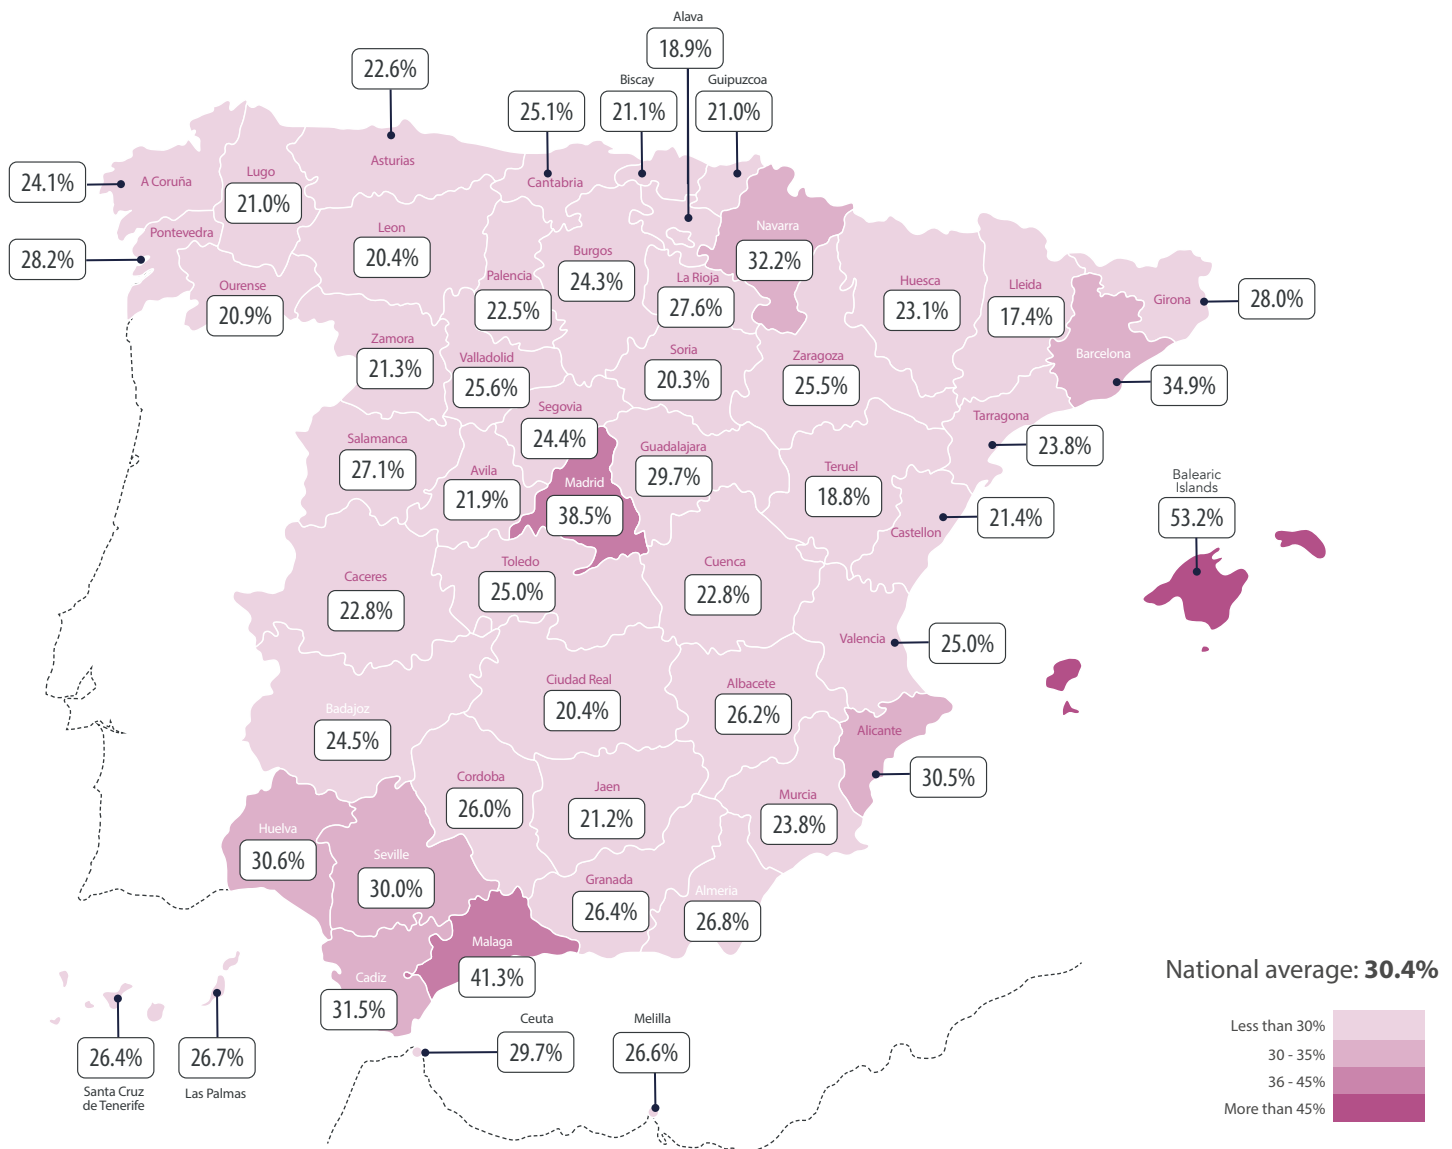 Alava
18.9%
22.6%
Biscay
Guipuzcoa
25.1%
21.1%
21.0%
Asturias
Lugo
A Coruña
Cantabria
24.1%
21.0%
Pontevedra
Leon
Navarra
28.2%
20.4%
Burgos
32.2%
24.3%
Palencia
La Rioja
Huesca
Lleida
Girona
28.0%
Ourense
22.5%
27.6%
23.1%
17.4%
20.9%
Zamora
21.3%
Valladolid
25.6%
Soria
20.3%
Zaragoza
25.5%
Barcelona
34.9%
Segovia
24.4%
Tarragona
23.8%
Salamanca
27.1%
Guadalajara
29.7%
Avila
21.9%
Madrid
38.5%
Teruel
18.8%
Balearic
Islands
53.2%
21.4%
Castellon
Toledo
25.0%
Cuenca
22.8%
Caceres
22.8%
Valencia
25.0%
Ciudad Real
20.4%
Albacete
26.2%
Badajoz
24.5%
Alicante
30.5%
Cordoba
26.0%
Jaen
21.2%
Murcia
23.8%
Huelva
30.6%
Seville
30.0%
Granada
26.4%
Almeria
26.8%
Malaga
41.3%
Cadiz
31.5%
Ceuta
29.7%
Melilla
26.6%
26.4%
Santa Cruz
de Tenerife
26.7%
Las Palmas
National average: 30.4%
Less than 30%
30 - 35%
36 - 45%
More than 45%